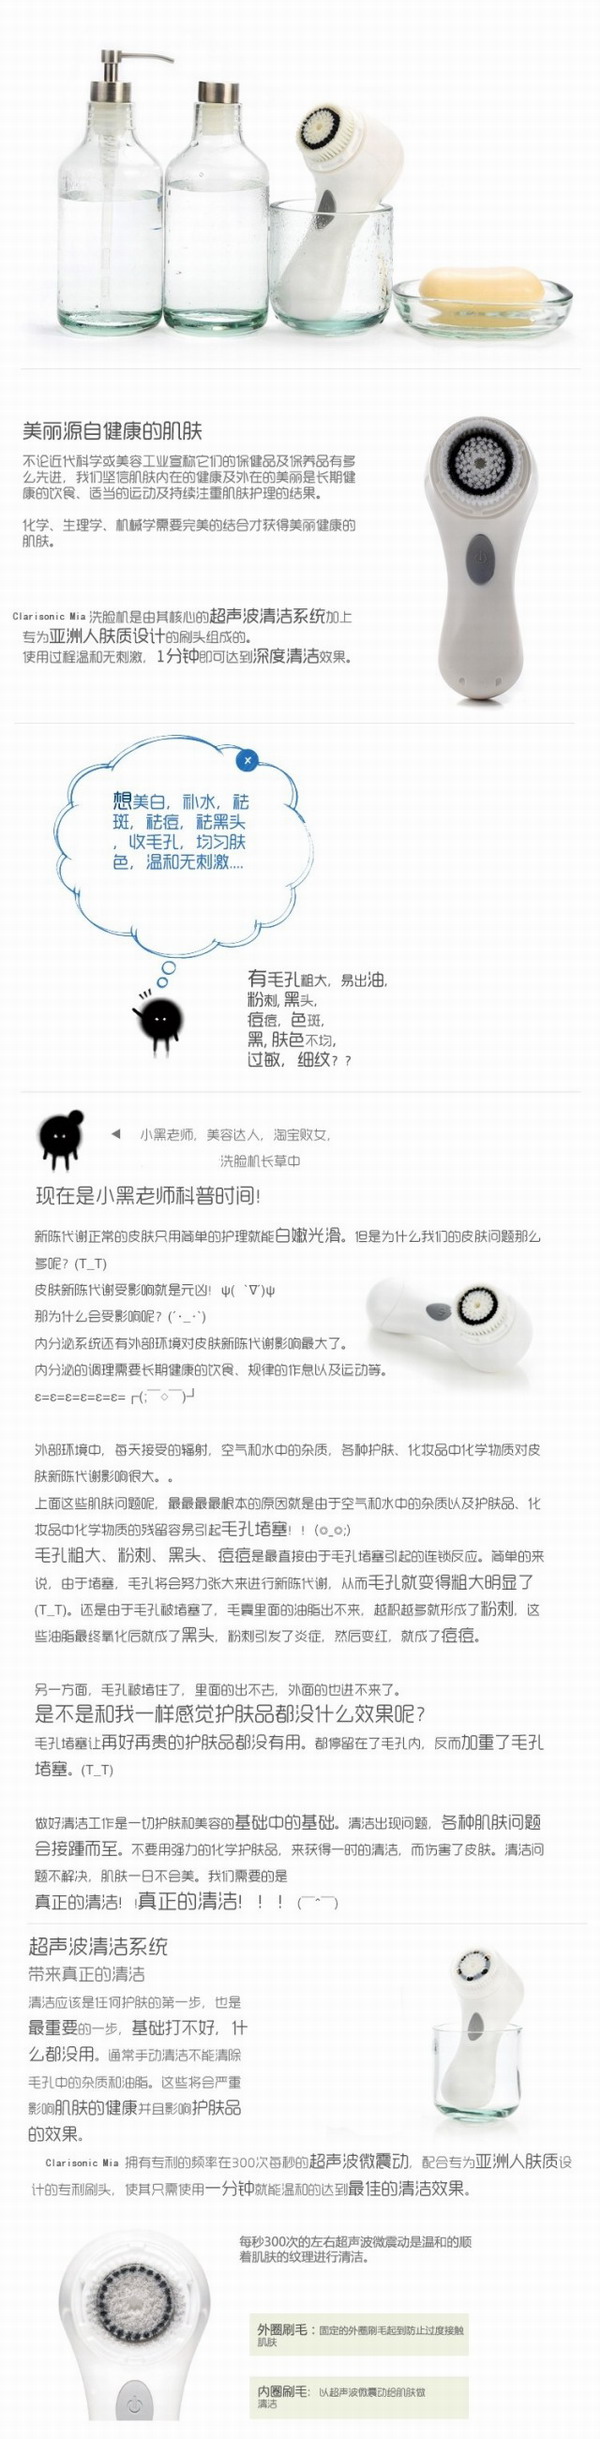 美丽源自健康的肌肤
不论近代科学或美容工业宣称它们的保健品及保养品有多
么先进，我们坚信肌肤内在的健康及外在的美丽是长期健
康的饮食、适当的运动及持续注重肌肤护理的结果。
化学、生理学、机械学需要完美的结合才获得美丽健康的
肌肤。
Clarisonic Mia 洗脸机是由其核心的超声波清洁系统加上
专为亚洲人肤质设计的刷头组成的。
使用过程温和无刺激，1分钟即可达到深度清洁效果。
想美白，补水，祛
斑，祛痘，祛黑头
，收毛孔，均匀肤
色，温和无刺激....
有毛孔粗大，易出油，
粉刺，黑头，
痘痘，色斑，
黑，肤色不均，
过敏，细纹？？
小黑老师，美容达人，淘宝败女，
洗脸机长草中
现在是小黑老师科普时间！
新陈代谢正常的皮肤只用简单的护理就能白嫩光滑。但是为什么我们的皮肤问题那么
多呢？(T_T)
皮肤新陈代谢受影响就是元凶！ψ( ˋ∇ˊ)ψ
那为什么会受影响呢？(ˊ·_·ˋ)
内分泌系统还有外部环境对皮肤新陈代谢影响最大了。
内分泌的调理需要长期健康的饮食、规律的作息以及运动等。
ε=ε=ε=ε=ε=ε=┌(;￣◇￣)┘
外部环境中，每天接受的辐射，空气和水中的杂质，各种护肤、化妆品中化学物质对皮
肤新陈代谢影响很大。。
上面这些肌肤问题呢，最最最最根本的原因就是由于空气和水中的杂质以及护肤品、化
妆品中化学物质的残留容易引起毛孔堵塞！！(⊙_⊙;)
毛孔粗大、粉刺、黑头、痘痘是最直接由于毛孔堵塞引起的连锁反应。简单的来
说，由于堵塞，毛孔将会努力张大来进行新陈代谢，从而毛孔就变得粗大明显了
(T_T)。还是由于毛孔被堵塞了，毛囊里面的油脂出不来，越积越多就形成了粉刺，这
些油脂最终氧化后就成了黑头，粉刺引发了炎症，然后变红，就成了痘痘。
另一方面，毛孔被堵住了，里面的出不去，外面的也进不来了。
是不是和我一样感觉护肤品都没什么效果呢？
毛孔堵塞让再好再贵的护肤品都没有用。都停留在了毛孔内，反而加重了毛孔
堵塞。(T_T)
做好清洁工作是一切护肤和美容的基础中的基础。清洁出现问题，各种肌肤问题
会接踵而至。不要用强力的化学护肤品，来获得一时的清洁，而伤害了皮肤。清洁问
题不解决，肌肤一日不会美。我们需要的是
真正的清洁！！真正的清洁！！！(￣^￣)
超声波清洁系统
带来真正的清洁
清洁应该是任何护肤的第一步，也是
最重要的一步，基础打不好，什
么都没用。通常手动清洁不能清除
毛孔中的杂质和油脂。这些将会严重
影响肌肤的健康并且影响护肤品
的效果。
Clarisonic Mia 拥有专利的频率在300次每秒的超声波微震动，配合专为亚洲人肤质设
计的专利刷头，使其只需使用一分钟就能温和的达到最佳的清洁效果。
每秒300次的左右超声波微震动是温和的顺
着肌肤的纹理进行清洁。
外圈刷毛：固定的外圈刷毛起到防止过度接触
肌肤
内圈刷毛：以超声波微震动给肌肤做
清洁